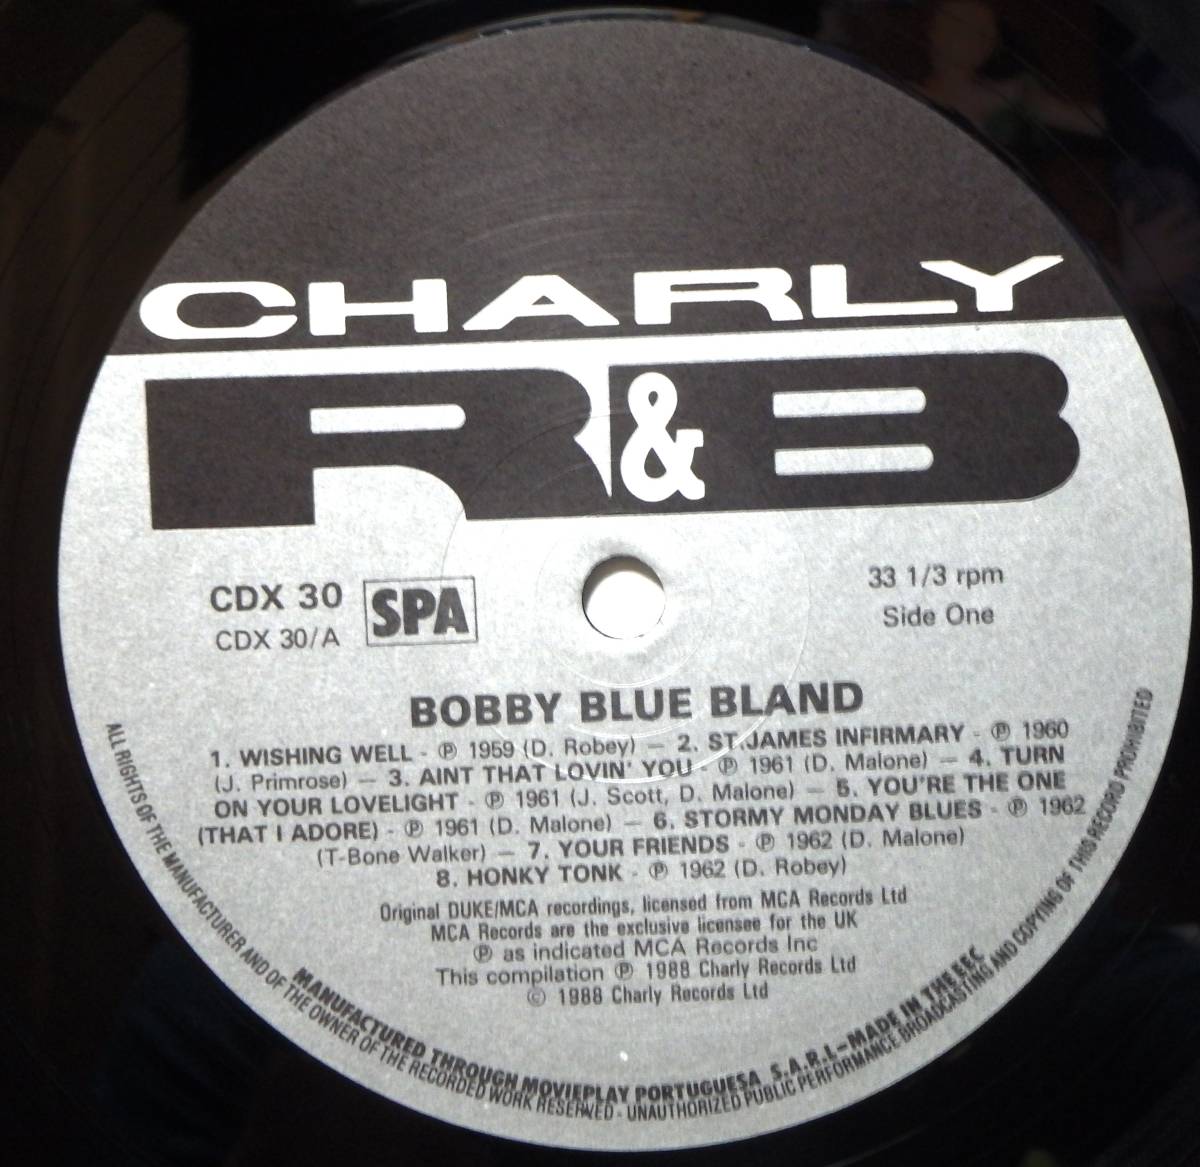 CHARLY
R&B
CDX 30
CDX 30/A
SPA
33 1/3 rpm
Side One
BOBBY BLUE BLAND
1. WISHING WELL - ℗ 1959 (D. Robey) — 2. ST.JAMES INFIRMARY - ℗ 1960
(J. Primrose) — 3. AINT THAT LOVIN' YOU - ℗ 1961 (D. Malone) — 4. TURN
ON YOUR LOVELIGHT - ℗ 1961 (J. Scott, D. Malone) — 5. YOU'RE THE ONE
(THAT I ADORE) - ℗ 1961 (D. Malone) — 6. STORMY MONDAY BLUES - ℗ 1962
(T-Bone Walker) — 7. YOUR FRIENDS - ℗ 1962 (D. Malone)
8. HONKY TONK - ℗ 1962 (D. Robey)
Original DUKE/MCA recordings, licensed from MCA Records Ltd
MCA Records are the exclusive licensee for the UK
℗ as indicated MCA Records Inc
This compilation ℗ 1988 Charly Records Ltd
© 1988 Charly Records Ltd
MANUFACTURED THROUGH MOVIEPLAY PORTUGUESA S.A.R.L-MADE IN THE EEC
ALL RIGHTS OF THE MANUFACTURER AND OF THE OWNER OF THE RECORDED WORK RESERVED - UNAUTHORIZED PUBLIC PERFORMANCE BROADCASTING AND COPYING OF THIS RECORD PROHIBITED